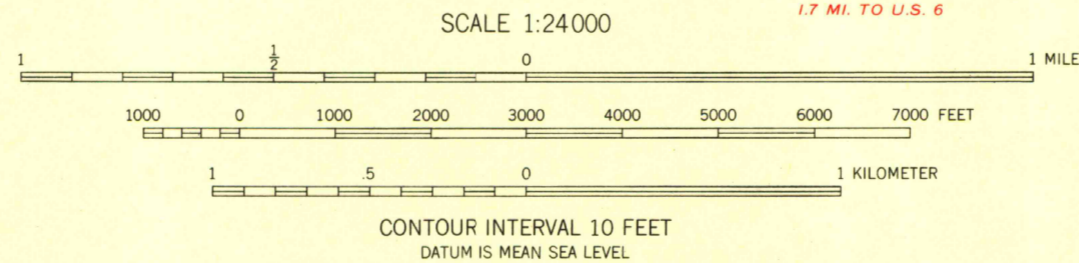 1.7 MI. TO U.S. 6
SCALE 1:24000
1 ½ 0 1 MILE
1000 0 1000 2000 3000 4000 5000 6000 7000 FEET
1 .5 0 1 KILOMETER
CONTOUR INTERVAL 10 FEET
DATUM IS MEAN SEA LEVEL